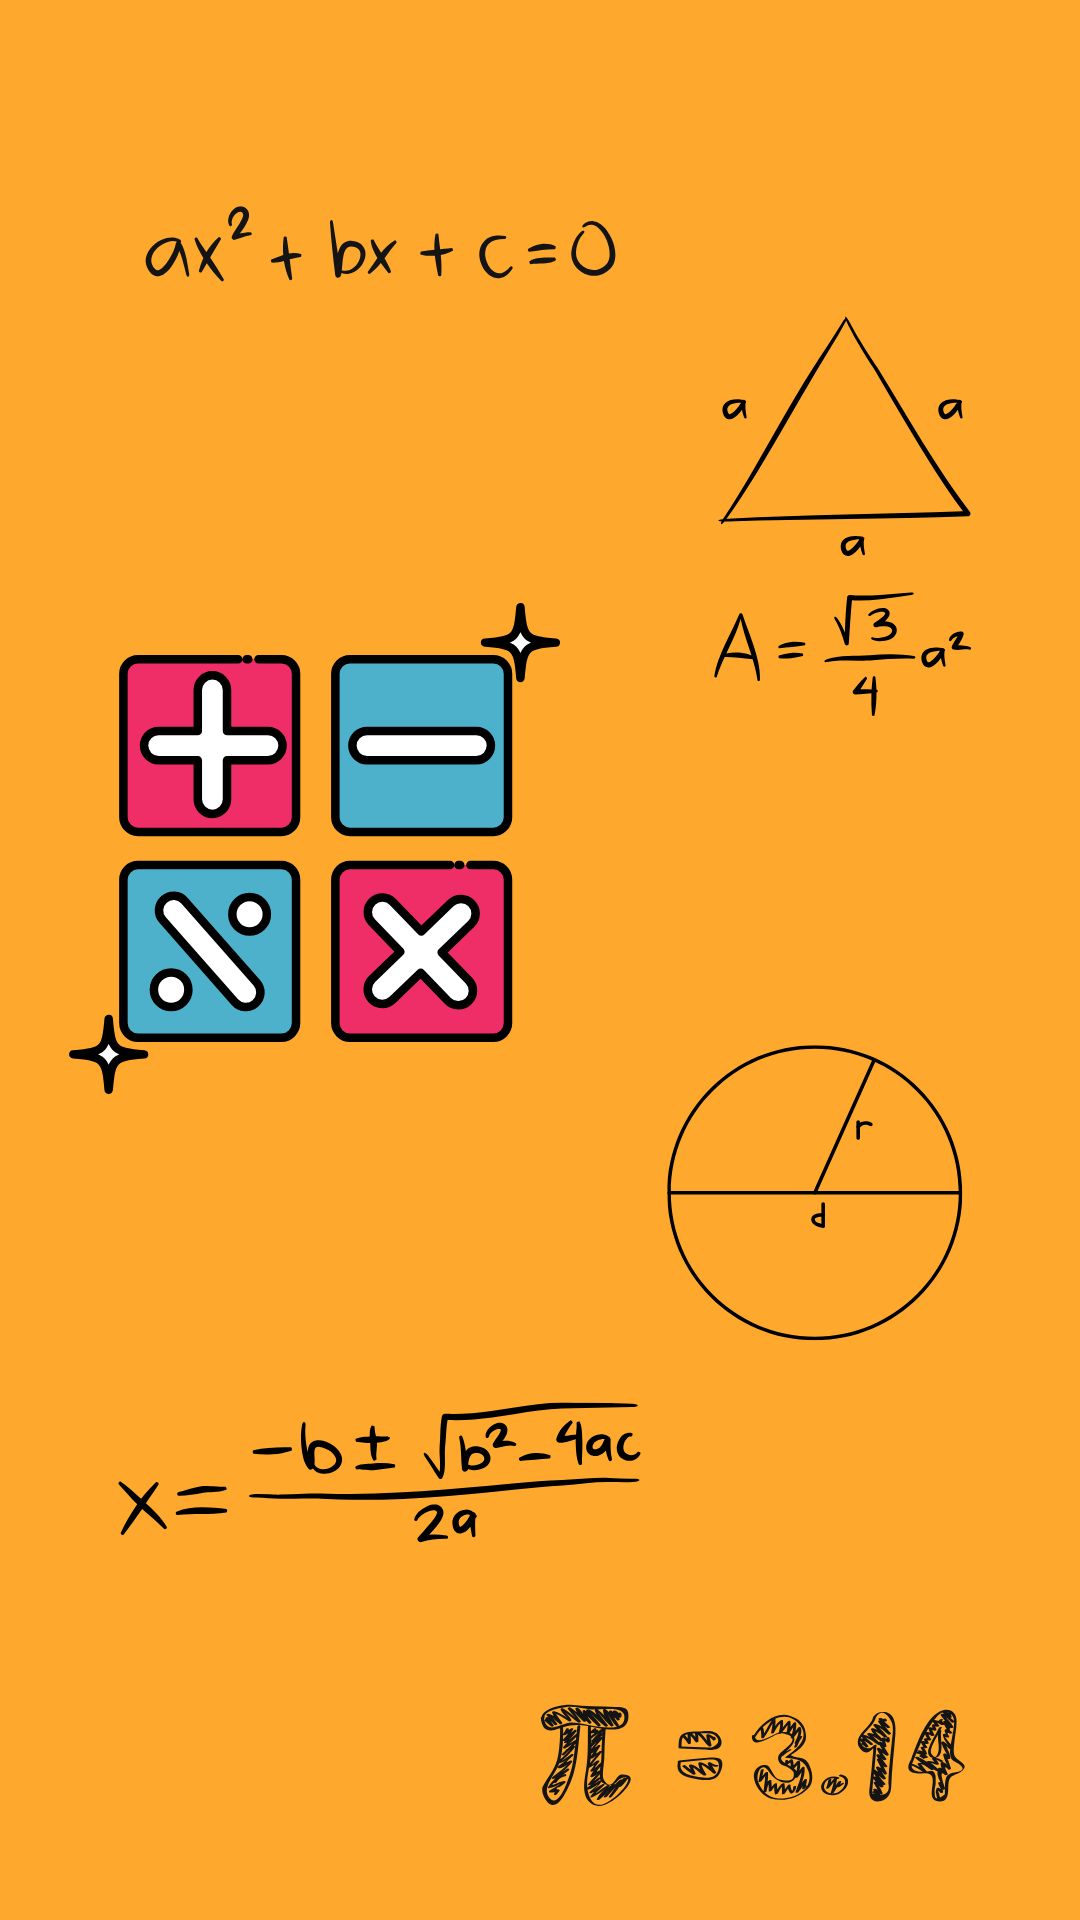 ax² + bx + c = 0
a a
a
A = √3/4 a²
+ −
÷ ×
r
d
x = (-b ± √(b² - 4ac))/2a
π = 3.14